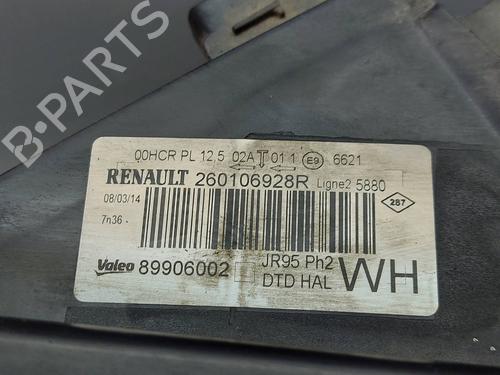 00HCR PL 12.5 02A T 01 1 E9 6621
RENAULT 260106928R Ligne2 5880
08/03/14
7n36
287
Valeo 89906002 JR95 Ph2 WH
DTD HAL
B-PARTS